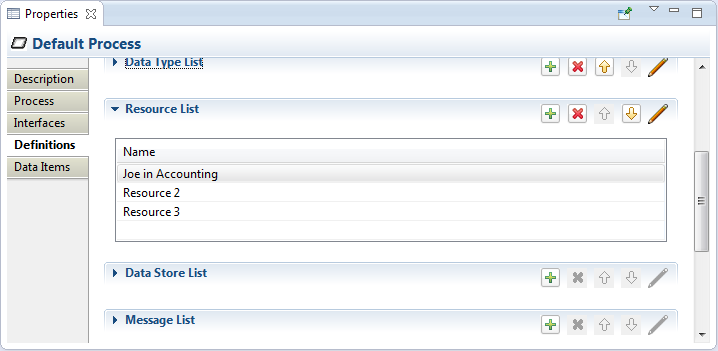 Properties
Default Process
Description
Process
Interfaces
Definitions
Data Items
Data Type List
Resource List
Name
Joe in Accounting
Resource 2
Resource 3
Data Store List
Message List